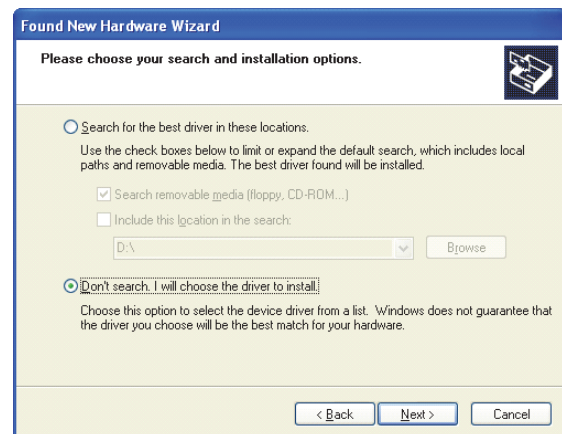 Found New Hardware Wizard
Please choose your search and installation options.
Search for the best driver in these locations.
Use the check boxes below to limit or expand the default search, which includes local
paths and removable media. The best driver found will be installed.
Search removable media (floppy, CD-ROM...)
Include this location in the search:
D:\
Browse
Don't search. I will choose the driver to install.
Choose this option to select the device driver from a list. Windows does not guarantee that
the driver you choose will be the best match for your hardware.
< Back
Next >
Cancel